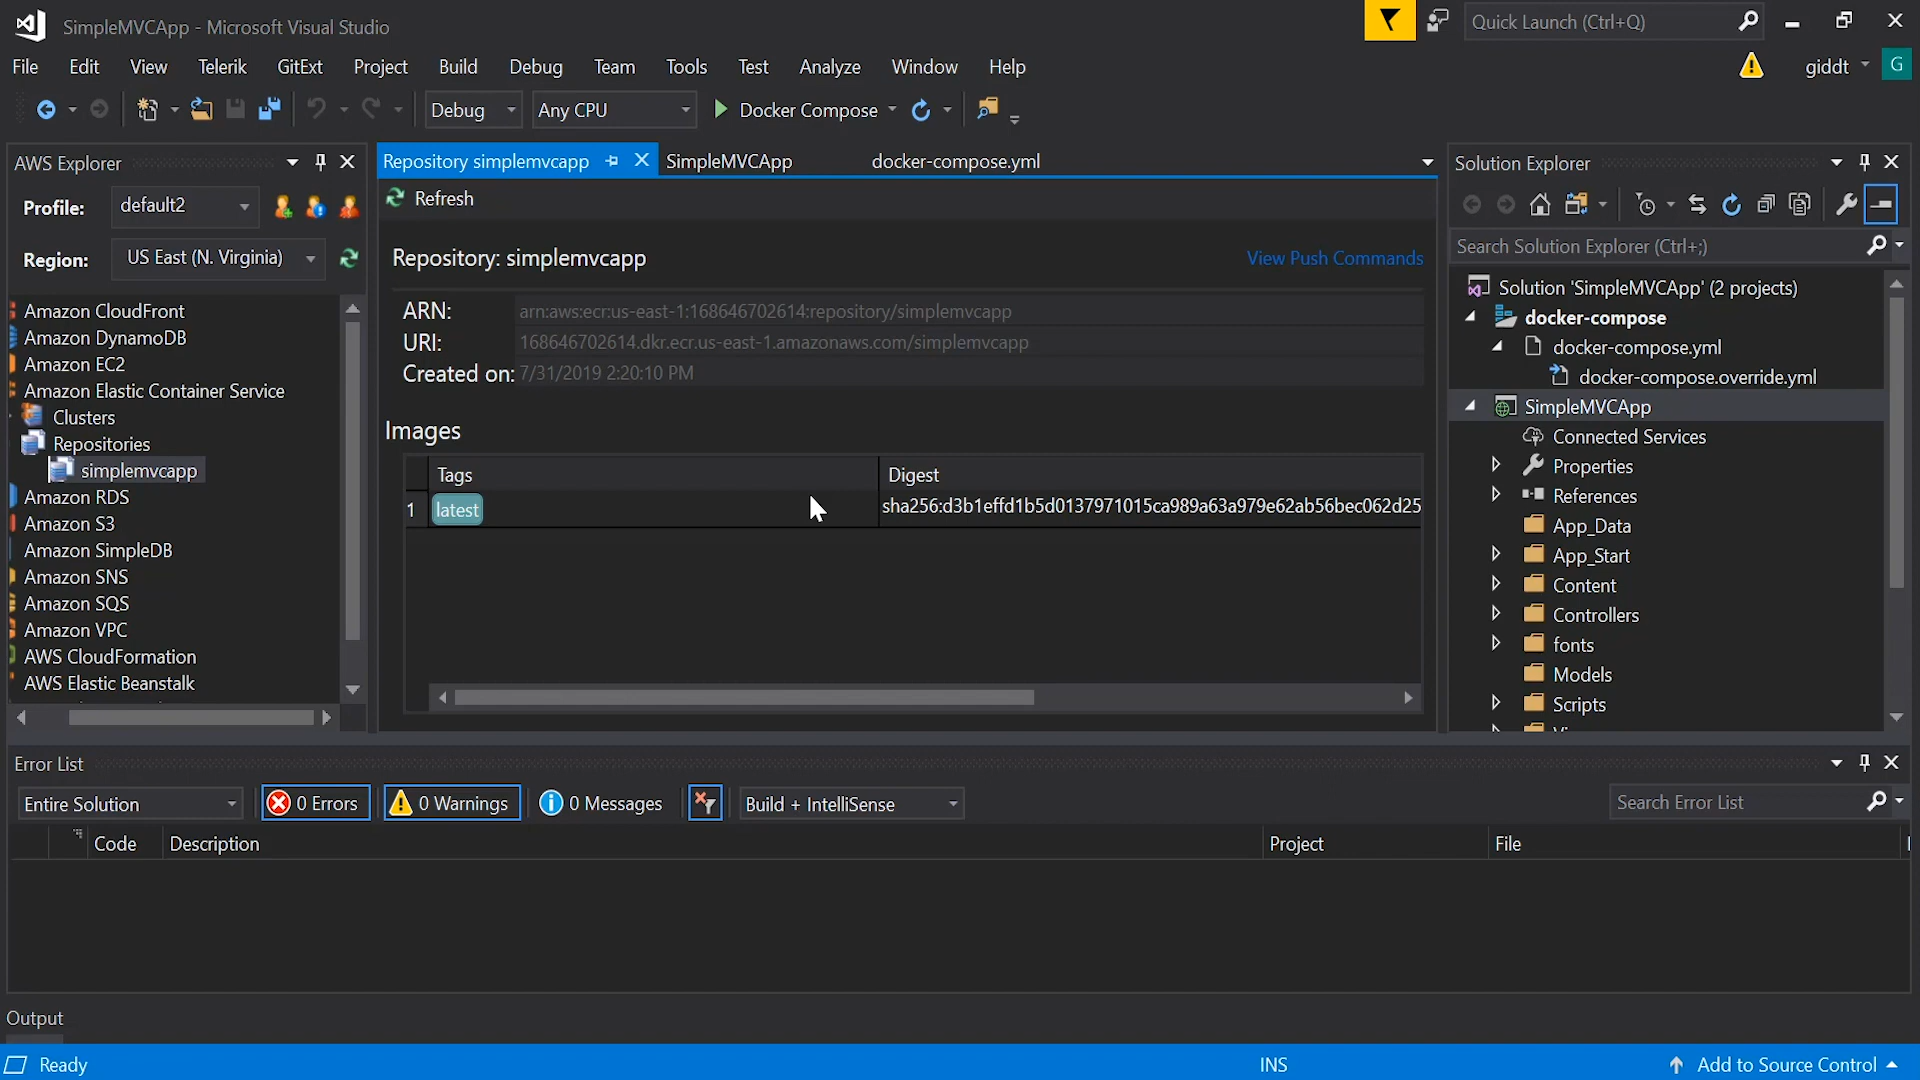 SimpleMVCApp - Microsoft Visual Studio
Quick Launch (Ctrl+Q)
File Edit View Telerik GitExt Project Build Debug Team Tools Test Analyze Window Help
giddt G
Debug Any CPU Docker Compose
AWS Explorer
Profile: default2
Region: US East (N. Virginia)
Amazon CloudFront
Amazon DynamoDB
Amazon EC2
Amazon Elastic Container Service
Clusters
Repositories
simplemvcapp
Amazon RDS
Amazon S3
Amazon SimpleDB
Amazon SNS
Amazon SQS
Amazon VPC
AWS CloudFormation
AWS Elastic Beanstalk
Repository simplemvcapp SimpleMVCApp docker-compose.yml
Refresh
Repository: simplemvcapp View Push Commands
ARN: arn:aws:ecr:us-east-1:168646702614:repository/simplemvcapp
URI: 168646702614.dkr.ecr.us-east-1.amazonaws.com/simplemvcapp
Created on: 7/31/2019 2:20:10 PM
Images
Tags Digest
1 latest sha256:d3b1effd1b5d0137971015ca989a63a979e62ab56bec062d25
Solution Explorer
Search Solution Explorer (Ctrl+;)
Solution 'SimpleMVCApp' (2 projects)
docker-compose
docker-compose.yml
docker-compose.override.yml
SimpleMVCApp
Connected Services
Properties
References
App_Data
App_Start
Content
Controllers
fonts
Models
Scripts
Error List
Entire Solution 0 Errors 0 Warnings 0 Messages Build + IntelliSense Search Error List
Code Description Project File
Output
Ready INS Add to Source Control